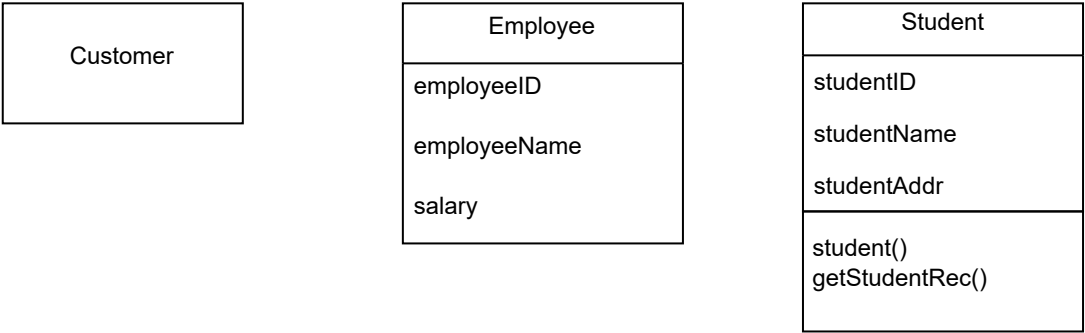 Customer
Employee
employeeID
employeeName
salary
Student
studentID
studentName
studentAddr
student()
getStudentRec()